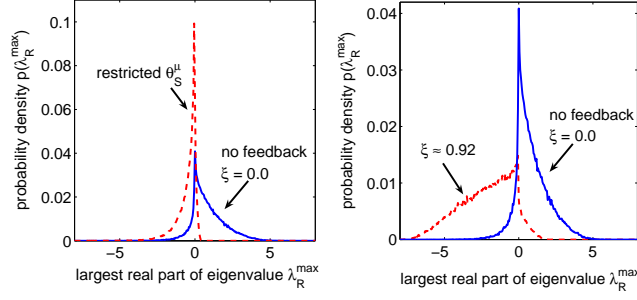 probability density p(λ_R^max)
0.1
0.08
0.06
0.04
0.02
0
restricted θ_S^μ
no feedback
ξ = 0.0
−5 0 5
largest real part of eigenvalue λ_R^max
probability density p(λ_R^max)
0.04
0.03
0.02
0.01
0
ξ ≈ 0.92
no feedback
ξ = 0.0
−5 0 5
largest real part of eigenvalue λ_R^max